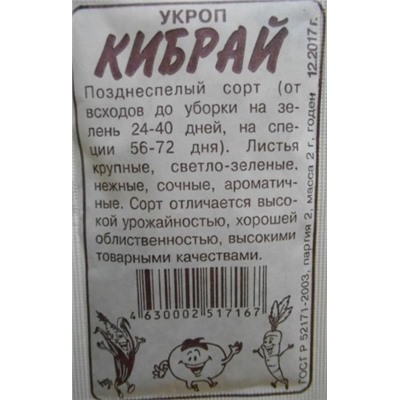 УКРОП
КИБРАЙ
Позднеспелый сорт (от
всходов до уборки на зе-
лень 24-40 дней, на спе-
ции 56-72 дня). Листья
крупные, светло-зеленые.
нежные, сочные, ароматич-
ные. Сорт отличается высо-
кой урожайностью, хорошей
облиственностью, высокими
товарными качествами.
4 630002 517167
ГОСТ Р 52171-2003, партия 2, масса 2 г, годен 12.2017 г.